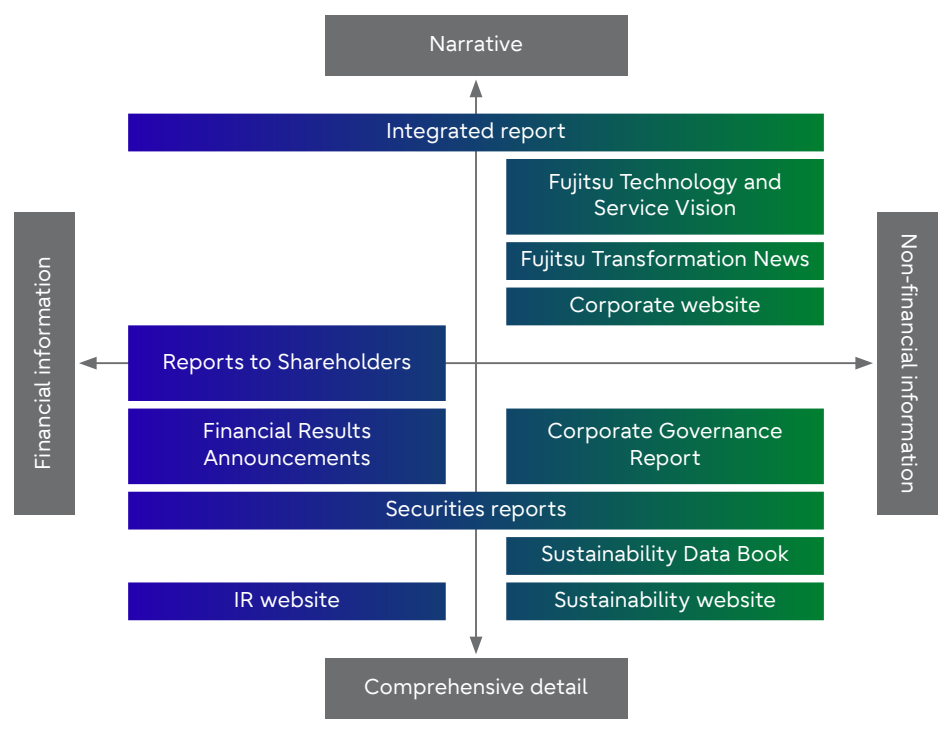 Narrative
Integrated report
Fujitsu Technology and
Service Vision
Fujitsu Transformation News
Corporate website
Financial information
Non-financial information
Reports to Shareholders
Financial Results
Announcements
Corporate Governance
Report
Securities reports
Sustainability Data Book
IR website
Sustainability website
Comprehensive detail